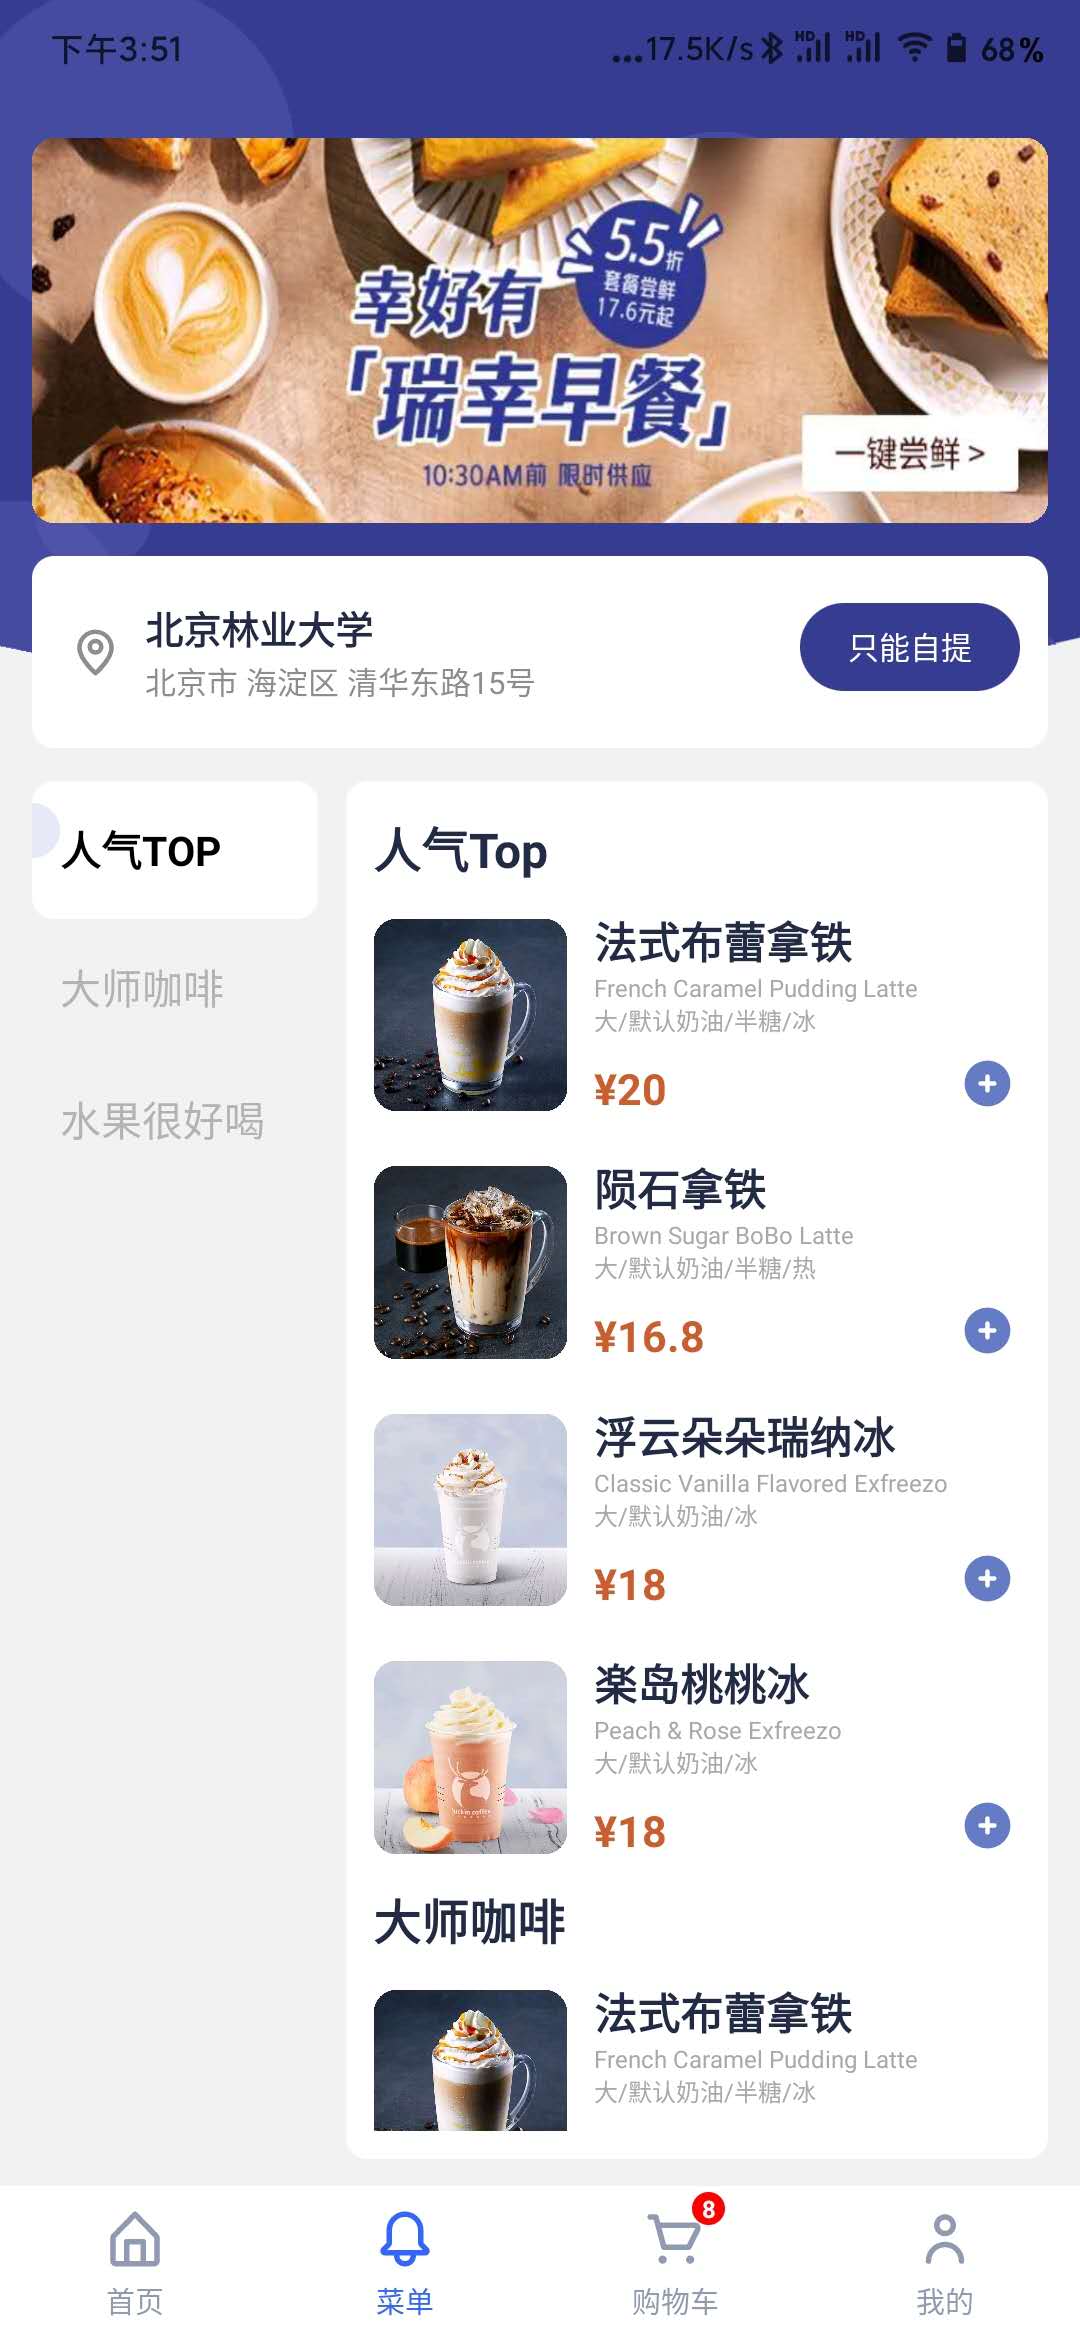 下午3:51
...17.5K/s
HD
HD
68%
5.5折
套餐尝鲜
17.6元起
幸好有
「瑞幸早餐」
10:30AM前 限时供应
一键尝鲜 >
北京林业大学
北京市 海淀区 清华东路15号
只能自提
人气TOP
大师咖啡
水果很好喝
人气Top
法式布蕾拿铁
French Caramel Pudding Latte
大/默认奶油/半糖/冰
¥20
陨石拿铁
Brown Sugar BoBo Latte
大/默认奶油/半糖/热
¥16.8
浮云朵朵瑞纳冰
Classic Vanilla Flavored Exfreezo
大/默认奶油/冰
¥18
楽岛桃桃冰
Peach & Rose Exfreezo
大/默认奶油/冰
luckin coffee
¥18
大师咖啡
法式布蕾拿铁
French Caramel Pudding Latte
大/默认奶油/半糖/冰
首页
菜单
8
购物车
我的